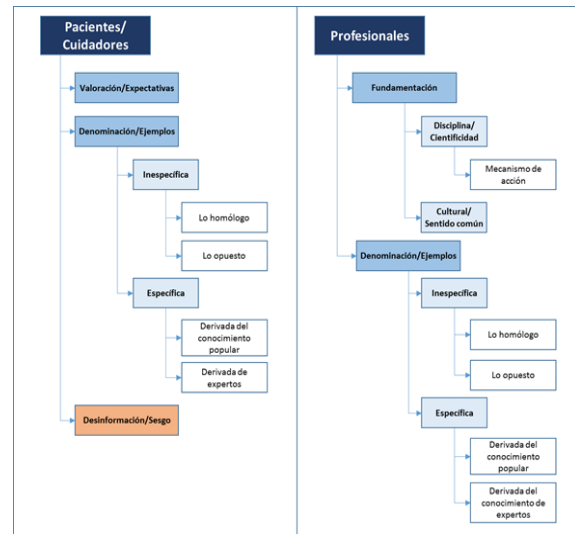 Pacientes/
Cuidadores
Valoración/Expectativas
Denominación/Ejemplos
Inespecífica
Lo homólogo
Lo opuesto
Específica
Derivada del
conocimiento
popular
Derivada de
expertos
Desinformación/Sesgo
Profesionales
Fundamentación
Disciplina/
Cientificidad
Mecanismo de
acción
Cultural/
Sentido común
Denominación/Ejemplos
Inespecífica
Lo homólogo
Lo opuesto
Específica
Derivada del
conocimiento popular
Derivada del
conocimiento de
expertos